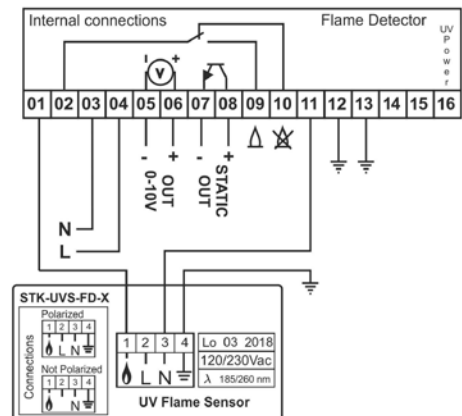 Internal connections
Flame Detector
UV Power
- V +
01 02 03 04 05 06 07 08 09 10 11 12 13 14 15 16
- + - +
0-10V OUT OUT STATIC
N
L
STK-UVS-FD-X
Connections
Polarized
1 2 3 4
L N
Not Polarized
1 2 3 4
N
1 2 3 4
L N
Lo 03 2018
120/230Vac
λ 185/260 nm
UV Flame Sensor